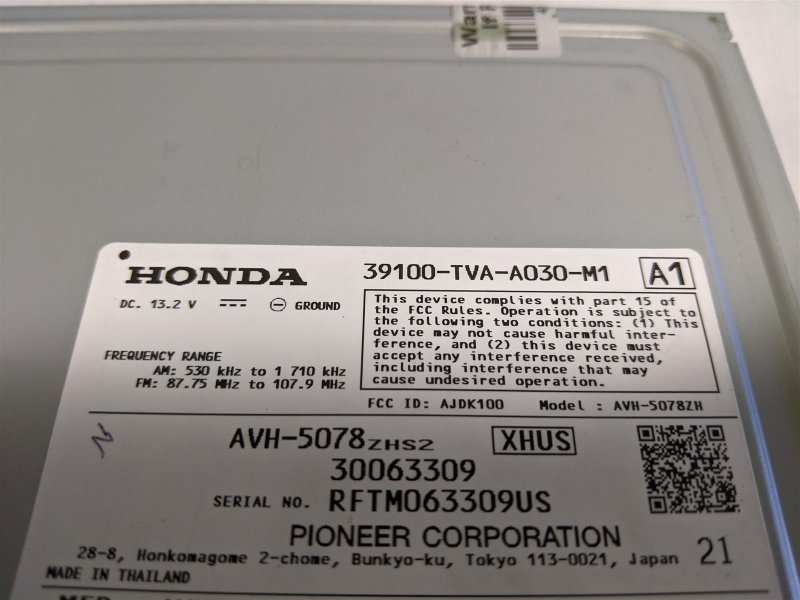 Warr
If R
HONDA 39100-TVA-A030-M1 A1
DC. 13.2 V GROUND
This device complies with part 15 of
the FCC Rules. Operation is subject to
the following two conditions: (1) This
device may not cause harmful inter-
ference, and (2) this device must
accept any interference received,
including interference that may
cause undesired operation.
FREQUENCY RANGE
AM: 530 kHz to 1 710 kHz
FM: 87.75 MHz to 107.9 MHz
FCC ID: AJDK100 Model: AVH-5078ZH
AVH-5078ZHS2 XHUS
30063309
SERIAL NO. RFTM063309US
PIONEER CORPORATION 21
28-8, Honkomagome 2-chome, Bunkyo-ku, Tokyo 113-0021, Japan
MADE IN THAILAND